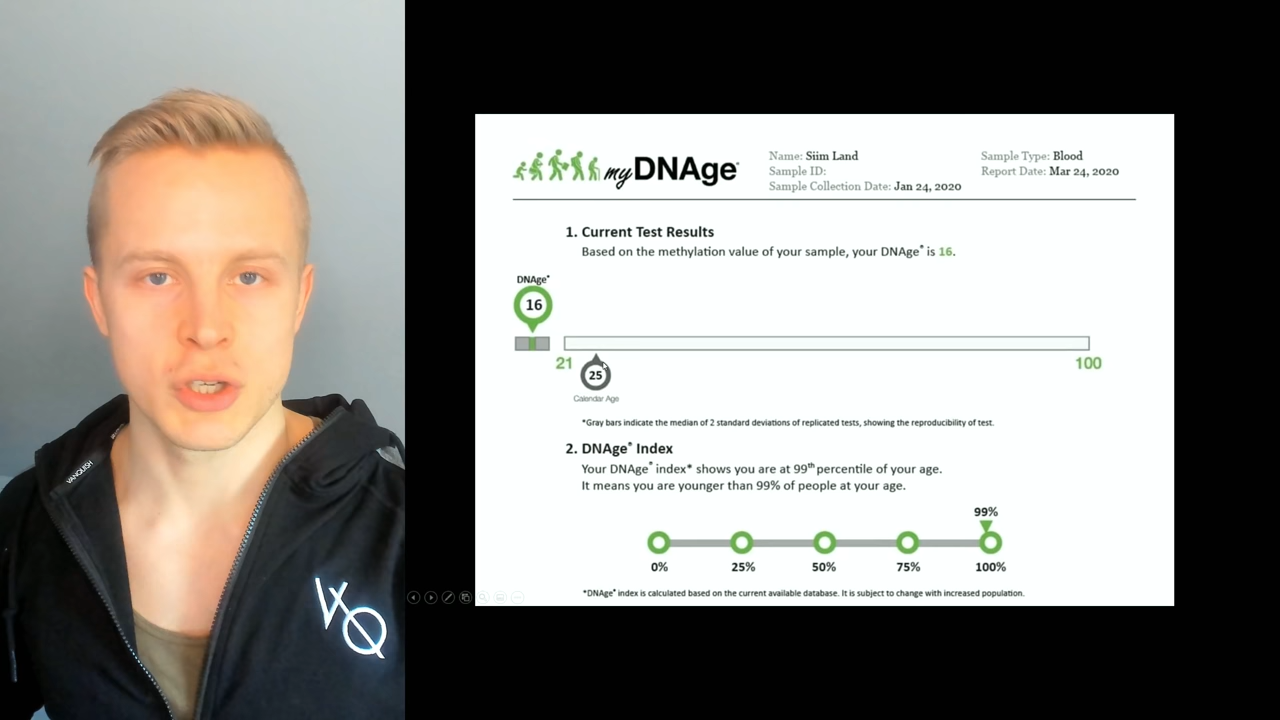 my DNAge®
Name: Siim Land
Sample ID:
Sample Collection Date: Jan 24, 2020
Sample Type: Blood
Report Date: Mar 24, 2020
1. Current Test Results
Based on the methylation value of your sample, your DNAge® is 16.
DNAge®
16
21
100
25
Calendar Age
*Gray bars indicate the median of 2 standard deviations of replicated tests, showing the reproducibility of test.
2. DNAge® Index
Your DNAge® index* shows you are at 99th percentile of your age.
It means you are younger than 99% of people at your age.
99%
0% 25% 50% 75% 100%
*DNAge® index is calculated based on the current available database. It is subject to change with increased population.
VANQUISH
VQ